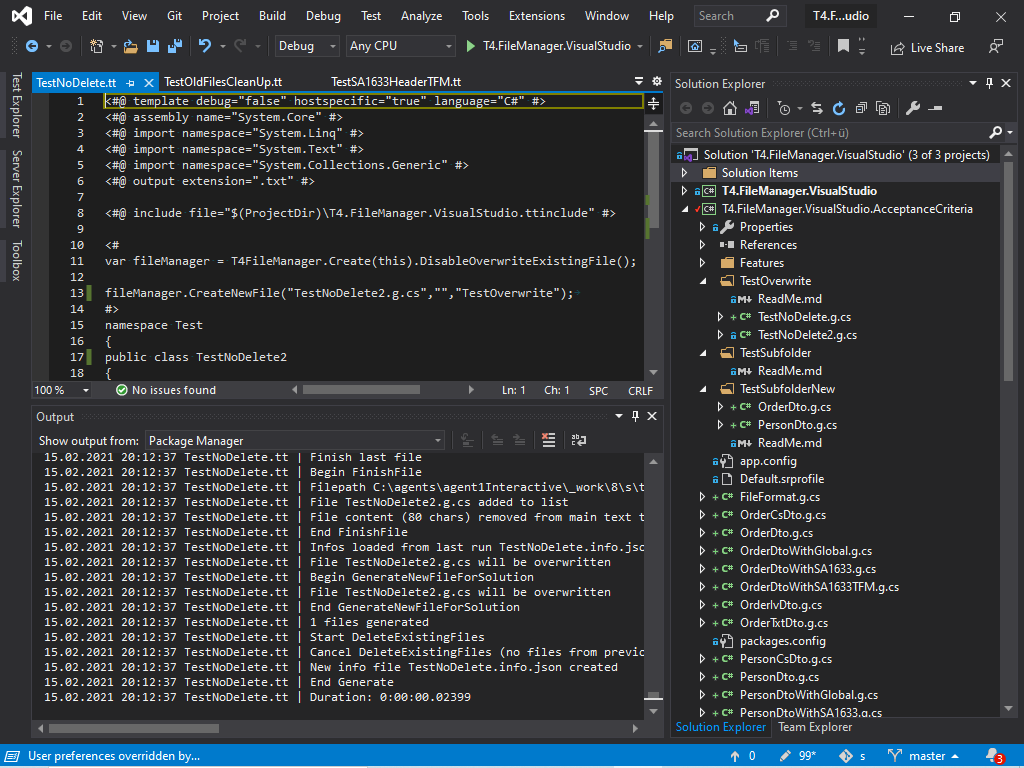 File Edit View Git Project Build Debug Test Analyze Tools Extensions Window Help Search T4.F...udio
Debug Any CPU T4.FileManager.VisualStudio Live Share
Test Explorer
Server Explorer
Toolbox
TestNoDelete.tt TestOldFilesCleanUp.tt TestSA1633HeaderTFM.tt
1 <#@ template debug="false" hostspecific="true" language="C#" #>
2 <#@ assembly name="System.Core" #>
3 <#@ import namespace="System.Linq" #>
4 <#@ import namespace="System.Text" #>
5 <#@ import namespace="System.Collections.Generic" #>
6 <#@ output extension=".txt" #>
7
8 <#@ include file="$(ProjectDir)\T4.FileManager.VisualStudio.ttinclude" #>
9
10 <#
11 var fileManager = T4FileManager.Create(this).DisableOverwriteExistingFile();
12
13 fileManager.CreateNewFile("TestNoDelete2.g.cs","","TestOverwrite");
14 #>
15 namespace Test
16 {
17 public class TestNoDelete2
18 {
100 % No issues found Ln: 1 Ch: 1 SPC CRLF
Output
Show output from: Package Manager
15.02.2021 20:12:37 TestNoDelete.tt | Finish last file
15.02.2021 20:12:37 TestNoDelete.tt | Begin FinishFile
15.02.2021 20:12:37 TestNoDelete.tt | Filepath C:\agents\agent1Interactive\_work\8\s\t
15.02.2021 20:12:37 TestNoDelete.tt | File TestNoDelete2.g.cs added to list
15.02.2021 20:12:37 TestNoDelete.tt | File content (80 chars) removed from main text t
15.02.2021 20:12:37 TestNoDelete.tt | End FinishFile
15.02.2021 20:12:37 TestNoDelete.tt | Infos loaded from last run TestNoDelete.info.jso
15.02.2021 20:12:37 TestNoDelete.tt | File TestNoDelete2.g.cs will be overwritten
15.02.2021 20:12:37 TestNoDelete.tt | Begin GenerateNewFileForSolution
15.02.2021 20:12:37 TestNoDelete.tt | File TestNoDelete2.g.cs will be overwritten
15.02.2021 20:12:37 TestNoDelete.tt | End GenerateNewFileForSolution
15.02.2021 20:12:37 TestNoDelete.tt | 1 files generated
15.02.2021 20:12:37 TestNoDelete.tt | Start DeleteExistingFiles
15.02.2021 20:12:37 TestNoDelete.tt | Cancel DeleteExistingFiles (no files from previo
15.02.2021 20:12:37 TestNoDelete.tt | New info file TestNoDelete.info.json created
15.02.2021 20:12:37 TestNoDelete.tt | End Generate
15.02.2021 20:12:37 TestNoDelete.tt | Duration: 0:00:00.02399
Solution Explorer
Search Solution Explorer (Ctrl+ü)
Solution 'T4.FileManager.VisualStudio' (3 of 3 projects)
Solution Items
C# T4.FileManager.VisualStudio
C# T4.FileManager.VisualStudio.AcceptanceCriteria
Properties
References
Features
TestOverwrite
M ReadMe.md
+ C# TestNoDelete.g.cs
C# TestNoDelete2.g.cs
TestSubfolder
M ReadMe.md
TestSubfolderNew
+ C# OrderDto.g.cs
+ C# PersonDto.g.cs
M ReadMe.md
app.config
Default.srprofile
+ C# FileFormat.g.cs
+ C# OrderCsDto.g.cs
+ C# OrderDto.g.cs
+ C# OrderDtoWithGlobal.g.cs
+ C# OrderDtoWithSA1633.g.cs
+ C# OrderDtoWithSA1633TFM.g.cs
+ C# OrderIvDto.g.cs
+ C# OrderTxtDto.g.cs
packages.config
+ C# PersonCsDto.g.cs
+ C# PersonDto.g.cs
+ C# PersonDtoWithGlobal.g.cs
+ C# PersonDtoWithSA1633.g.cs
Solution Explorer Team Explorer
User preferences overridden by... 0 99* s master 3